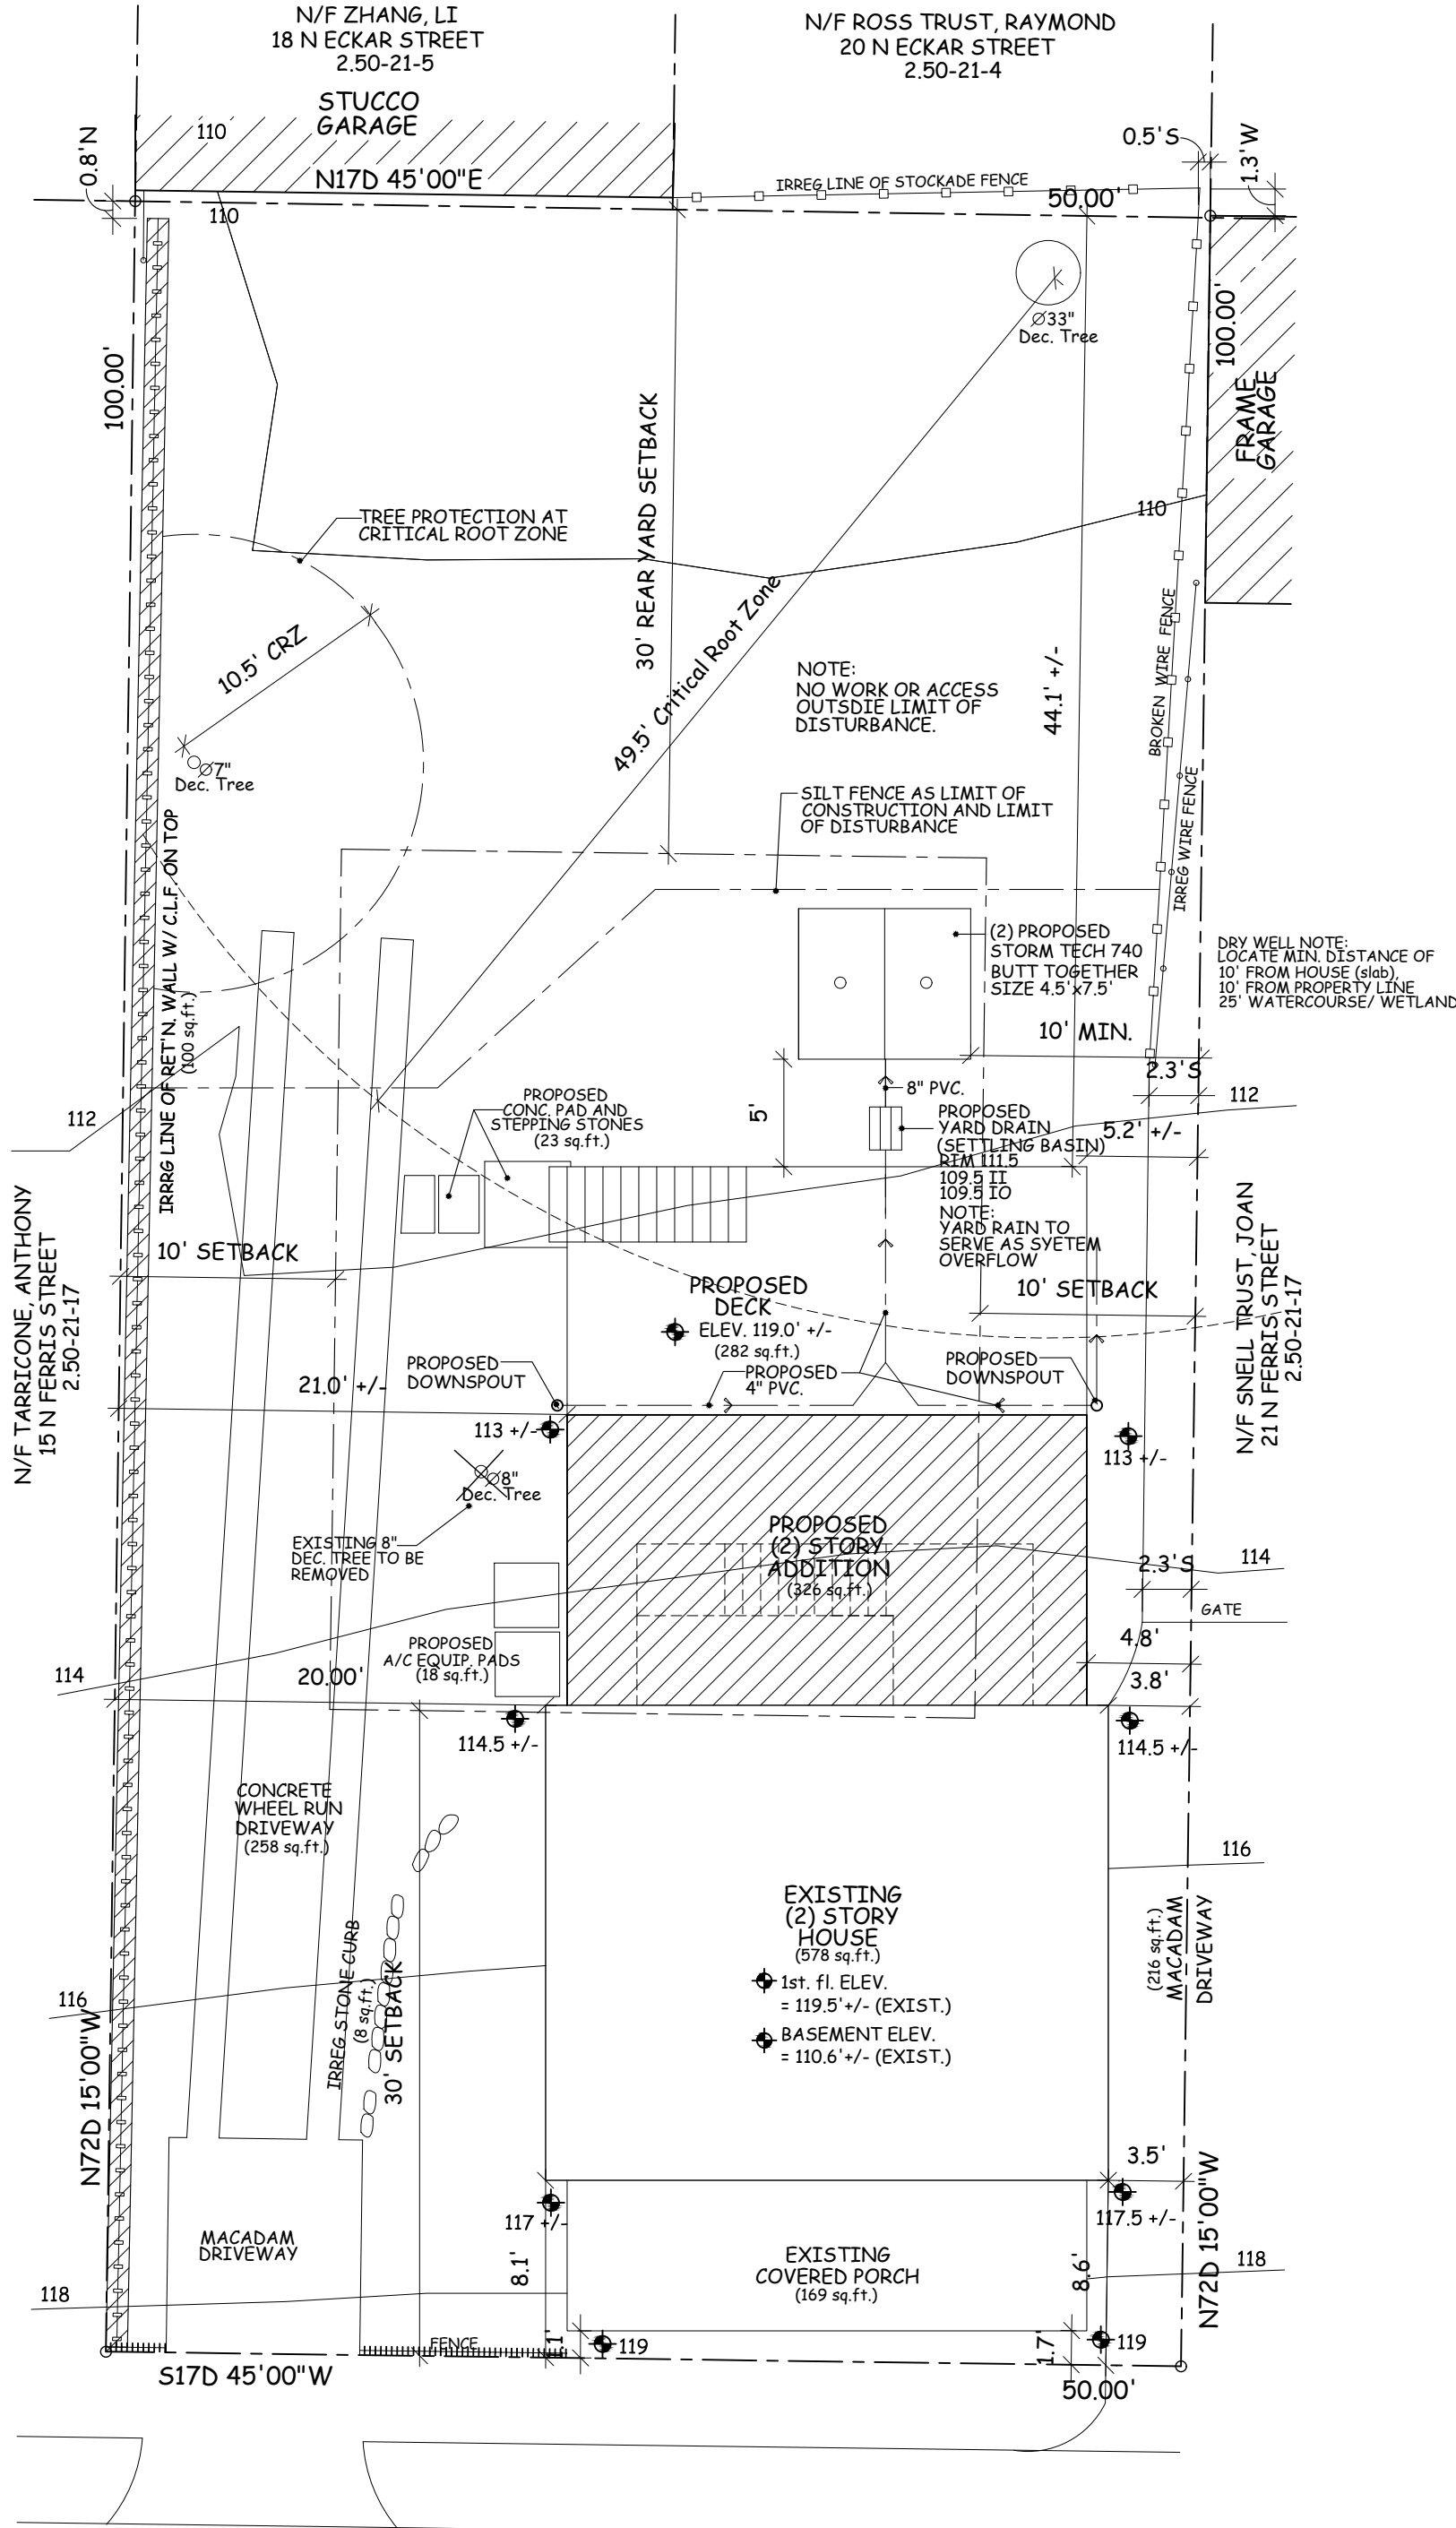 N/F ZHANG, LI
18 N ECKAR STREET
2.50-21-5
N/F ROSS TRUST, RAYMOND
20 N ECKAR STREET
2.50-21-4
STUCCO
GARAGE
110
0.8'N
N17D 45'00"E
110
IRREG LINE OF STOCKADE FENCE
0.5'S
1.3'W
50.00'
Ø33"
Dec. Tree
100.00'
100.00'
FRAME
GARAGE
110
30' REAR YARD SETBACK
TREE PROTECTION AT
CRITICAL ROOT ZONE
10.5' CRZ
49.5' Critical Root Zone
Ø7"
Dec. Tree
NOTE:
NO WORK OR ACCESS
OUTSDIE LIMIT OF
DISTURBANCE.
44.1' +/-
BROKEN WIRE FENCE
IRREG WIRE FENCE
SILT FENCE AS LIMIT OF
CONSTRUCTION AND LIMIT
OF DISTURBANCE
IRRRG LINE OF RET'N. WALL W/ C.L.F. ON TOP
(100 sq.ft.)
(2) PROPOSED
STORM TECH 740
BUTT TOGETHER
SIZE 4.5'x7.5'
DRY WELL NOTE:
LOCATE MIN. DISTANCE OF
10' FROM HOUSE (slab),
10' FROM PROPERTY LINE
25' WATERCOURSE/ WETLAND
10' MIN.
2.3'S
112
112
5.2' +/-
5'
8" PVC.
PROPOSED
YARD DRAIN
(SETTLING BASIN)
RIM 111.5
109.5 II
109.5 IO
NOTE:
YARD RAIN TO
SERVE AS SYETEM
OVERFLOW
PROPOSED
CONC. PAD AND
STEPPING STONES
(23 sq.ft.)
10' SETBACK
10' SETBACK
N/F TARRICONE, ANTHONY
15 N FERRIS STREET
2.50-21-17
N/F SNELL TRUST, JOAN
21 N FERRIS STREET
2.50-21-17
PROPOSED
DECK
ELEV. 119.0' +/-
(282 sq.ft.)
PROPOSED
DOWNSPOUT
PROPOSED
4" PVC.
PROPOSED
DOWNSPOUT
21.0' +/-
113 +/-
113 +/-
Ø8"
Dec. Tree
EXISTING 8"
DEC. TREE TO BE
REMOVED
PROPOSED
(2) STORY
ADDITION
(326 sq.ft.)
2.3'S
114
GATE
4.8'
3.8'
PROPOSED
A/C EQUIP. PADS
(18 sq.ft.)
114
20.00'
114.5 +/-
114.5 +/-
CONCRETE
WHEEL RUN
DRIVEWAY
(258 sq.ft.)
116
116
EXISTING
(2) STORY
HOUSE
(578 sq.ft.)
1st. fl. ELEV.
= 119.5'+/- (EXIST.)
BASEMENT ELEV.
= 110.6'+/- (EXIST.)
(216 sq.ft.)
MACADAM
DRIVEWAY
IRREG STONE CURB
(8 sq.ft.)
30' SETBACK
N72D 15'00"W
N72D 15'00"W
3.5'
117 +/-
117.5 +/-
MACADAM
DRIVEWAY
8.1'
EXISTING
COVERED PORCH
(169 sq.ft.)
8.6'
118
118
FENCE
119
1.7'
119
S17D 45'00"W
50.00'